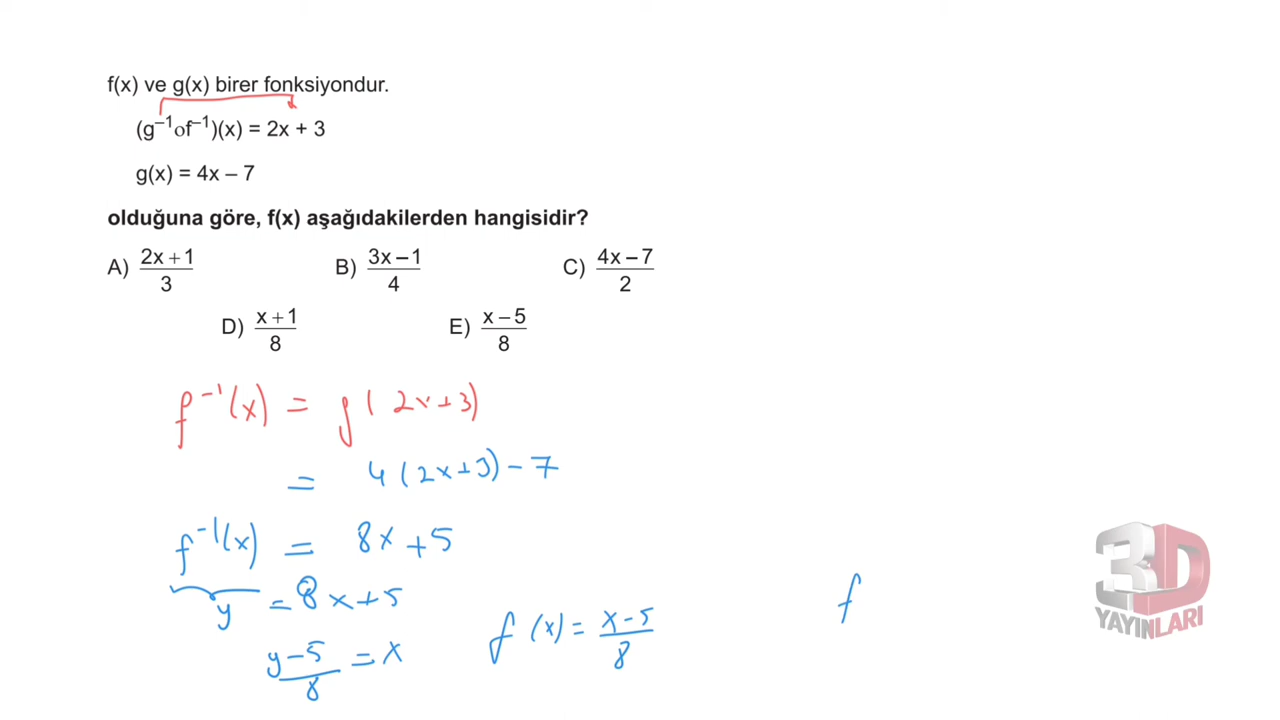 f(x) ve g(x) birer fonksiyondur.
(g⁻¹of⁻¹)(x) = 2x + 3
g(x) = 4x – 7
olduğuna göre, f(x) aşağıdakilerden hangisidir?
A) (2x + 1)/3 B) (3x – 1)/4 C) (4x – 7)/2
D) (x + 1)/8 E) (x – 5)/8
f⁻¹(x) = g(2x+3)
= 4(2x+3) – 7
f⁻¹(x) = 8x + 5
y = 8x + 5
(y – 5)/8 = x
f(x) = (x – 5)/8
f
3D
YAYINLARI